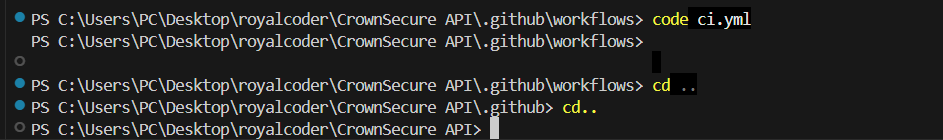 PS C:\Users\PC\Desktop\royalcoder\CrownSecure API\.github\workflows> code ci.yml
PS C:\Users\PC\Desktop\royalcoder\CrownSecure API\.github\workflows>
PS C:\Users\PC\Desktop\royalcoder\CrownSecure API\.github\workflows> cd ..
PS C:\Users\PC\Desktop\royalcoder\CrownSecure API\.github> cd..
PS C:\Users\PC\Desktop\royalcoder\CrownSecure API>